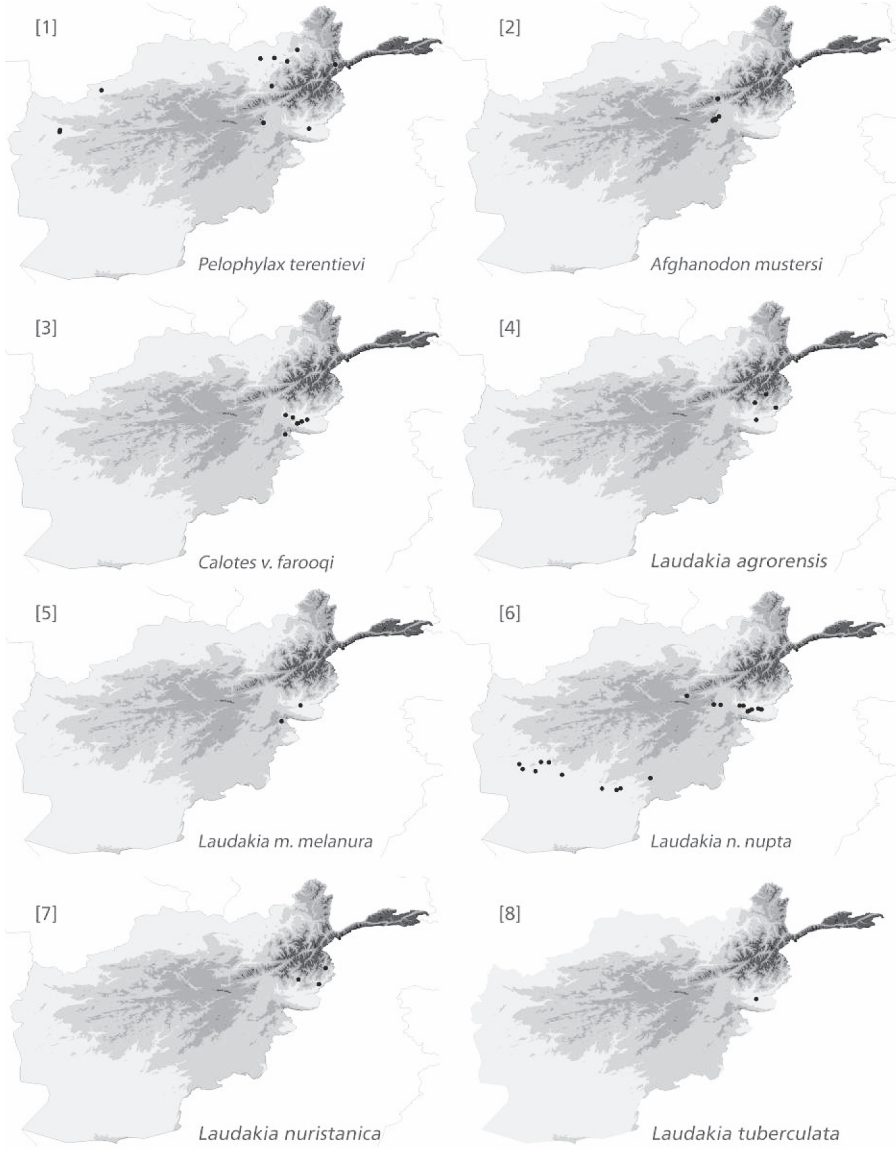 [1]
[2]
Pelophylax terentievi
Afghanodon mustersi
[3]
[4]
Calotes v. farooqi
Laudakia agrorensis
[5]
[6]
Laudakia m. melanura
Laudakia n. nupta
[7]
[8]
Laudakia nuristanica
Laudakia tuberculata